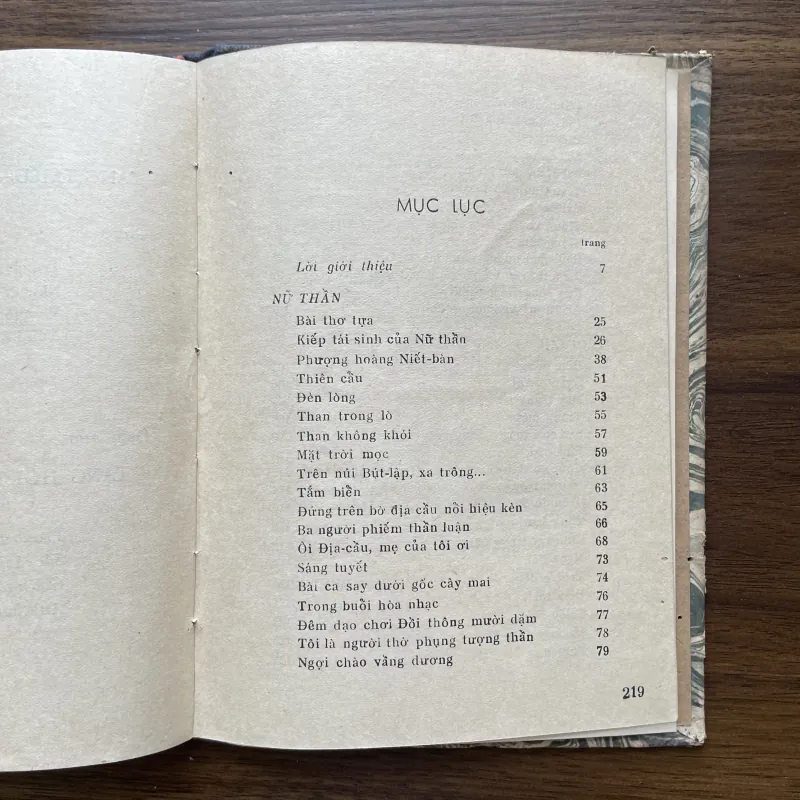 MỤC LỤC
trang
Lời giới thiệu 7
NỮ THẦN
Bài thơ tựa 25
Kiếp tái sinh của Nữ thần 26
Phượng hoàng Niết-bàn 38
Thiên cầu 51
Đèn lòng 53
Than trong lò 55
Than không khói 57
Mặt trời mọc 59
Trên núi Bút-lập, xa trông... 61
Tắm biển 63
Đứng trên bờ địa cầu nổi hiệu kèn 65
Ba người phiếm thần luận 66
Ôi Địa-cầu, mẹ của tôi ơi 68
Sáng tuyết 73
Bài ca say dưới gốc cây mai 74
Trong buổi hòa nhạc 76
Đêm dạo chơi Đồi thông mười dặm 77
Tôi là người thờ phụng tượng thần 78
Ngợi chào vầng dương 79
219